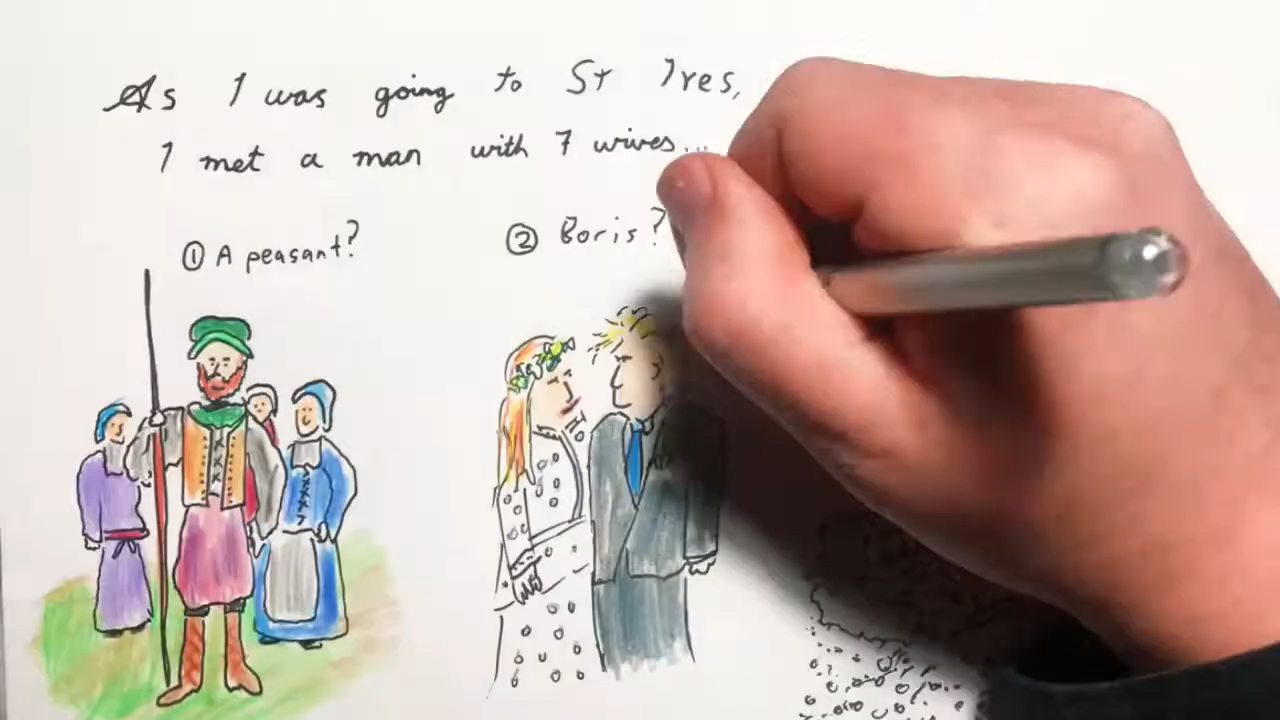 As I was going to St Ives,
I met a man with 7 wives...
① A peasant?
② Boris?